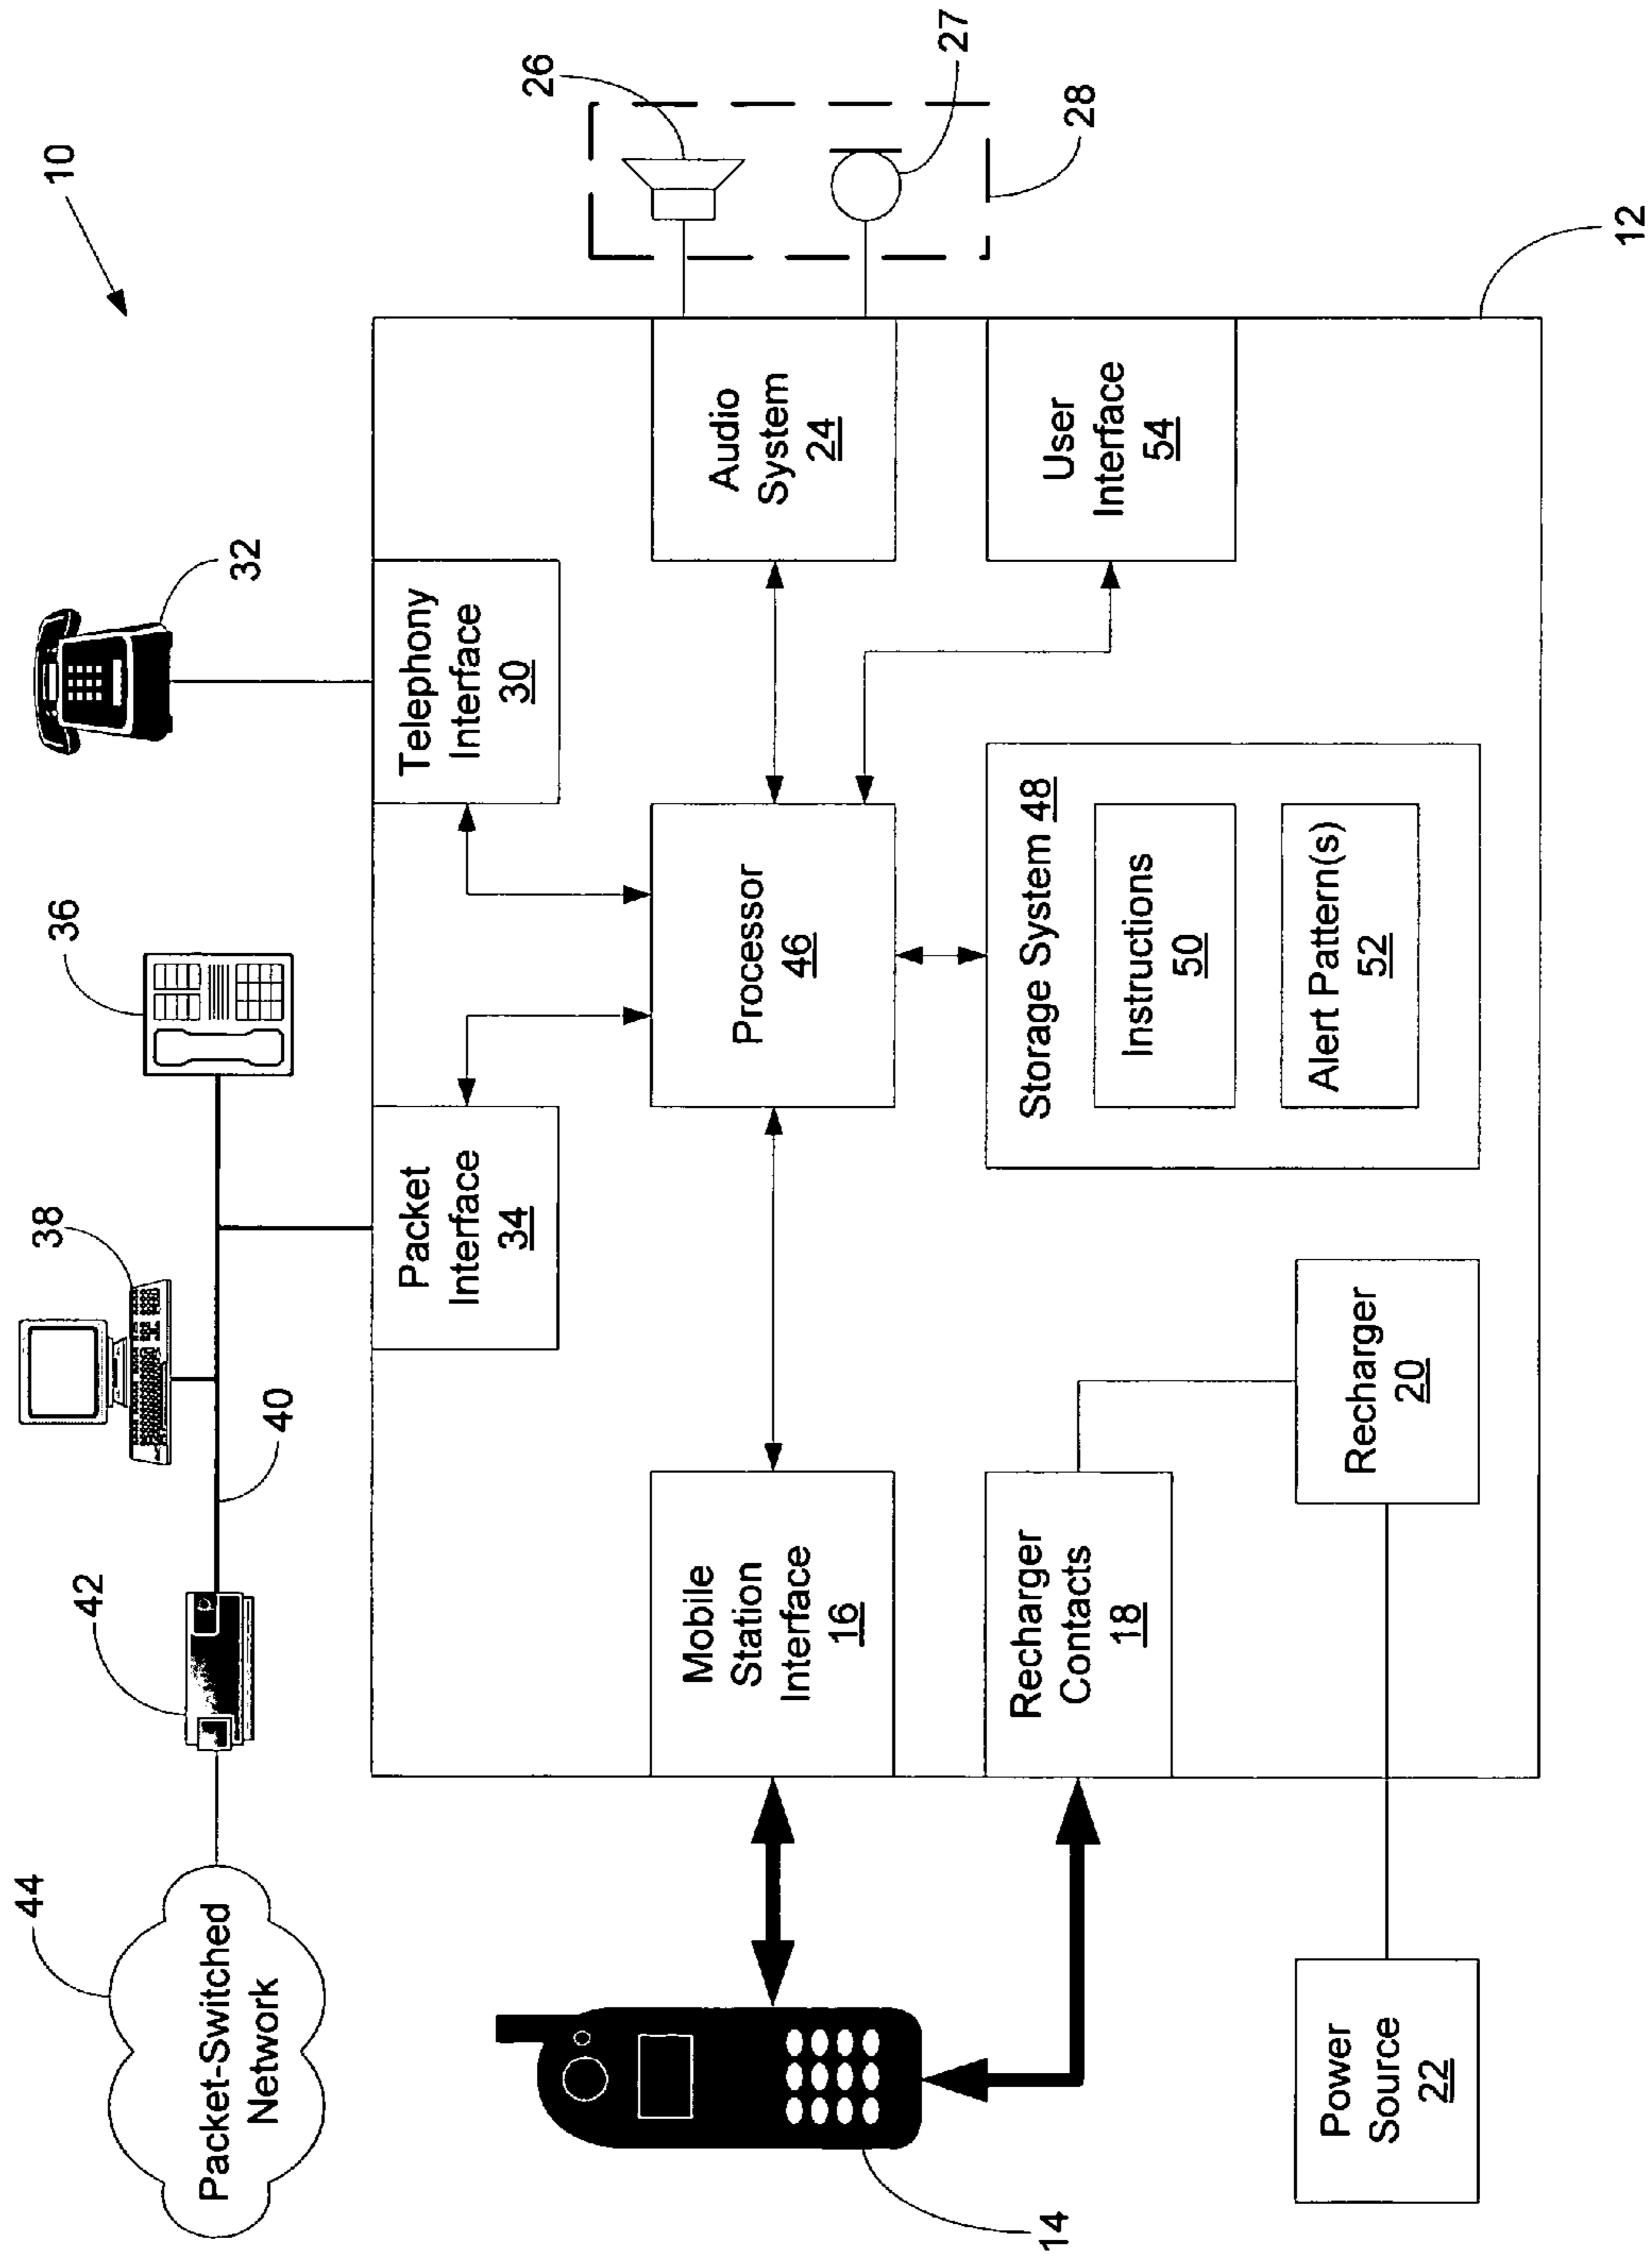 10
44
Packet-Switched
Network
42
40
38
36
32
Packet
Interface
34
Telephony
Interface
30
26
27
28
14
Mobile
Station
Interface
16
Processor
46
Audio
System
24
Recharger
Contacts
18
Storage System 48
Instructions
50
Alert Pattern(s)
52
User
Interface
54
Recharger
20
Power
Source
22
12